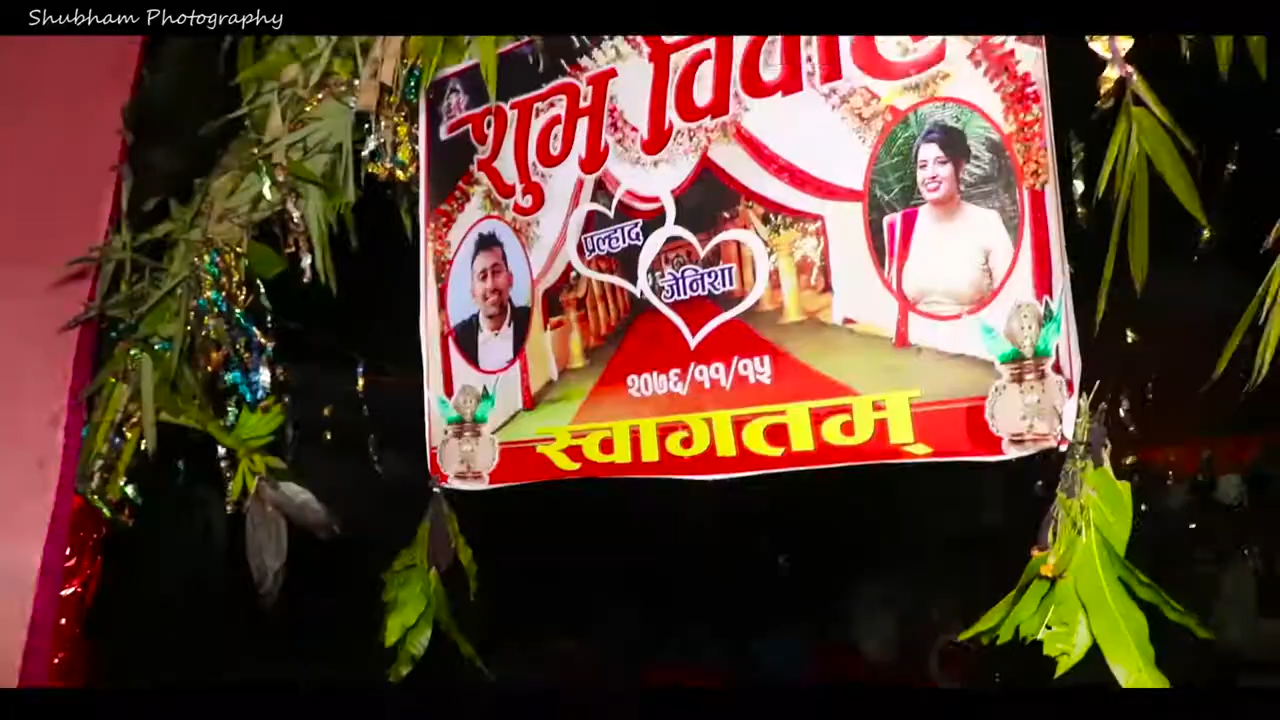 Shubham Photography
शुभ विवाह
प्रल्हाद
जेनिशा
२०७६/११/१५
स्वागतम्